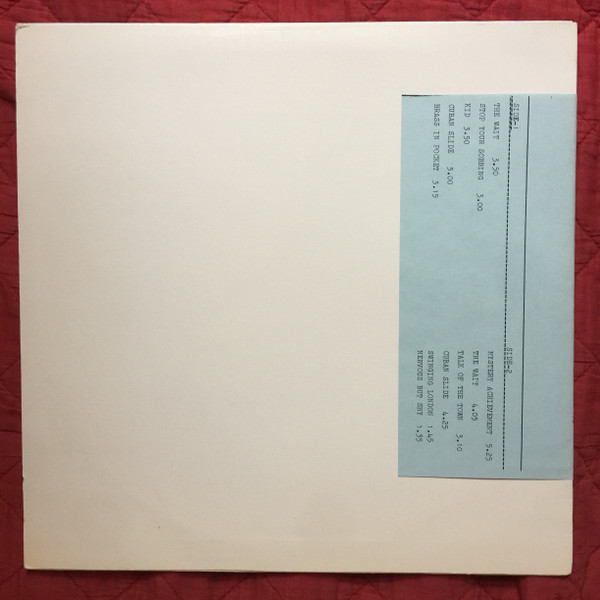 SIDE-1
THE WAIT 3.50
STOP YOUR SOBBING 3.00
KID 3.50
CUBAN SLIDE 3.00
BRASS IN POCKET 3.15
SIDE-2
MYSTERY ACHIEVEMENT 5.25
THE WAIT 4.05
TALK OF THE TOWN 3.10
CUBAN SLIDE 4.25
SWINGING LONDON 1.45
NERVOUS BUT SHY 1.35